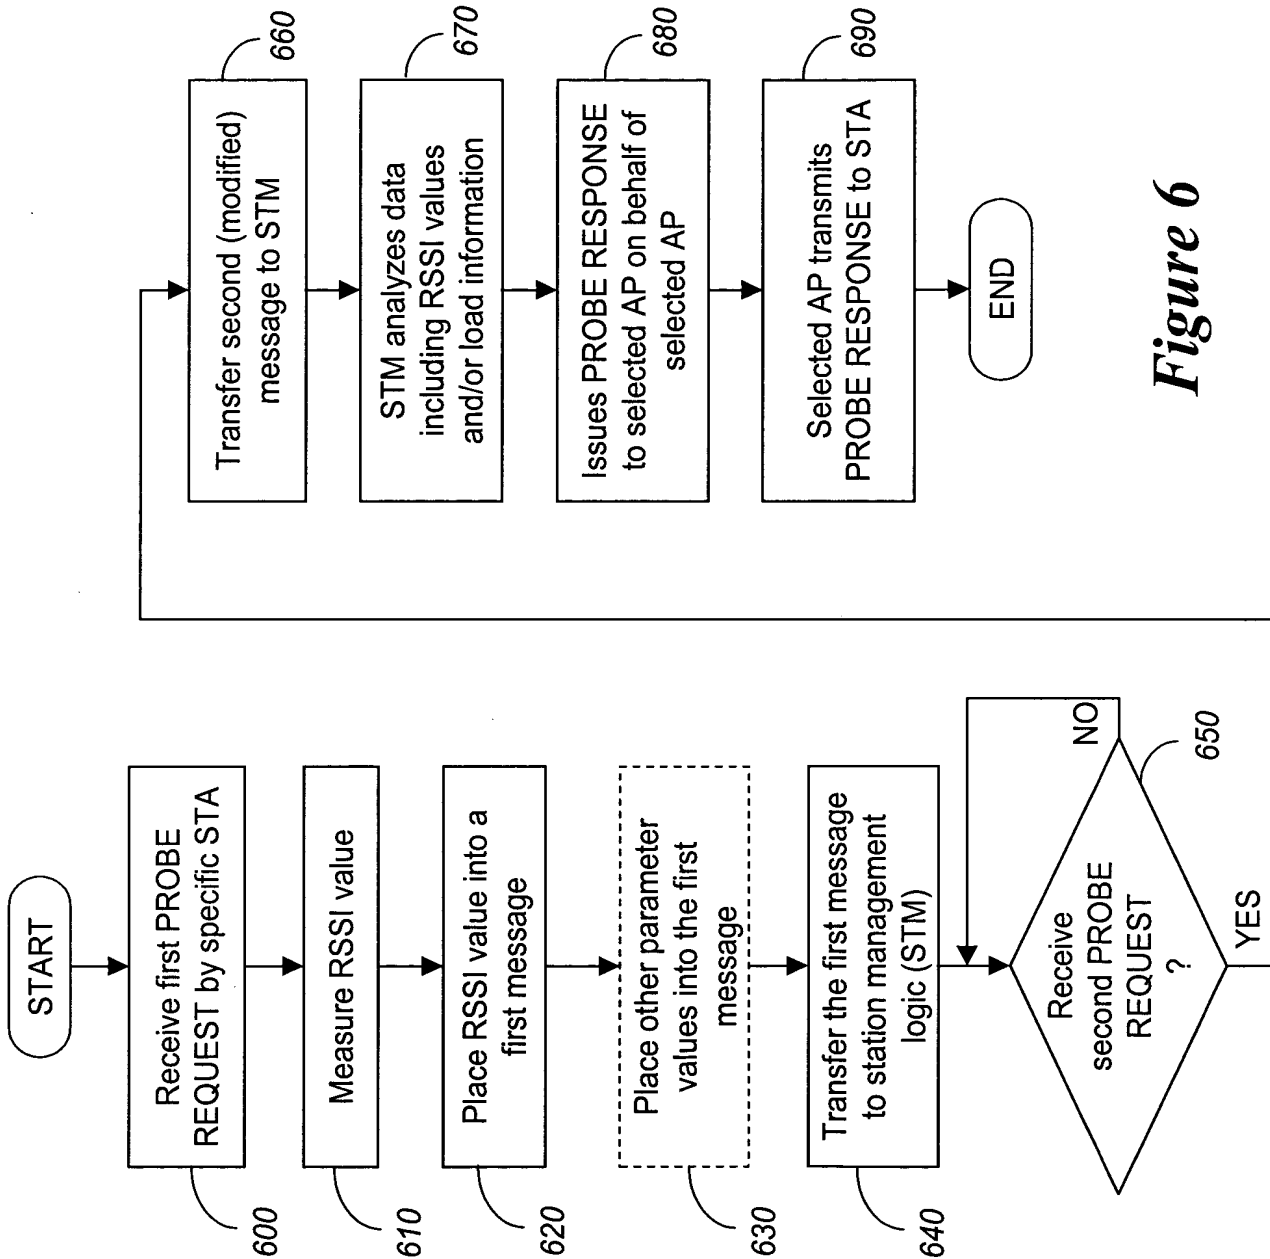 START
Receive first PROBE
REQUEST by specific STA
600
Measure RSSI value
610
Place RSSI value into a
first message
620
Place other parameter
values into the first
message
630
Transfer the first message
to station management
logic (STM)
640
Receive
second PROBE
REQUEST
?
650
NO
YES
Transfer second (modified)
message to STM
660
STM analyzes data
including RSSI values
and/or load information
670
Issues PROBE RESPONSE
to selected AP on behalf of
selected AP
680
Selected AP transmits
PROBE RESPONSE to STA
690
END
Figure 6